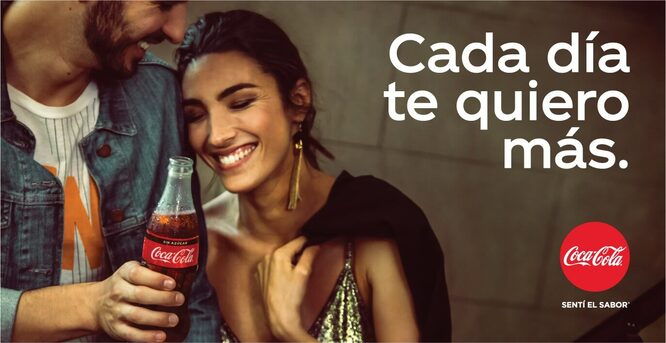 Cada día
te quiero
más.
SIN AZÚCAR
Coca-Cola
Coca-Cola
SENTÍ EL SABOR